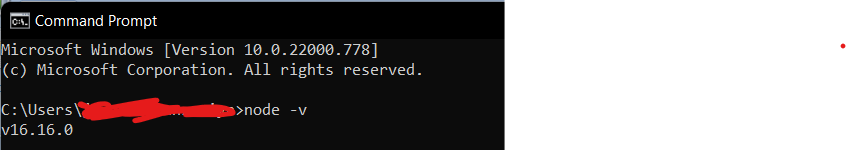 Command Prompt
Microsoft Windows [Version 10.0.22000.778]
(c) Microsoft Corporation. All rights reserved.
C:\Users\>node -v
v16.16.0